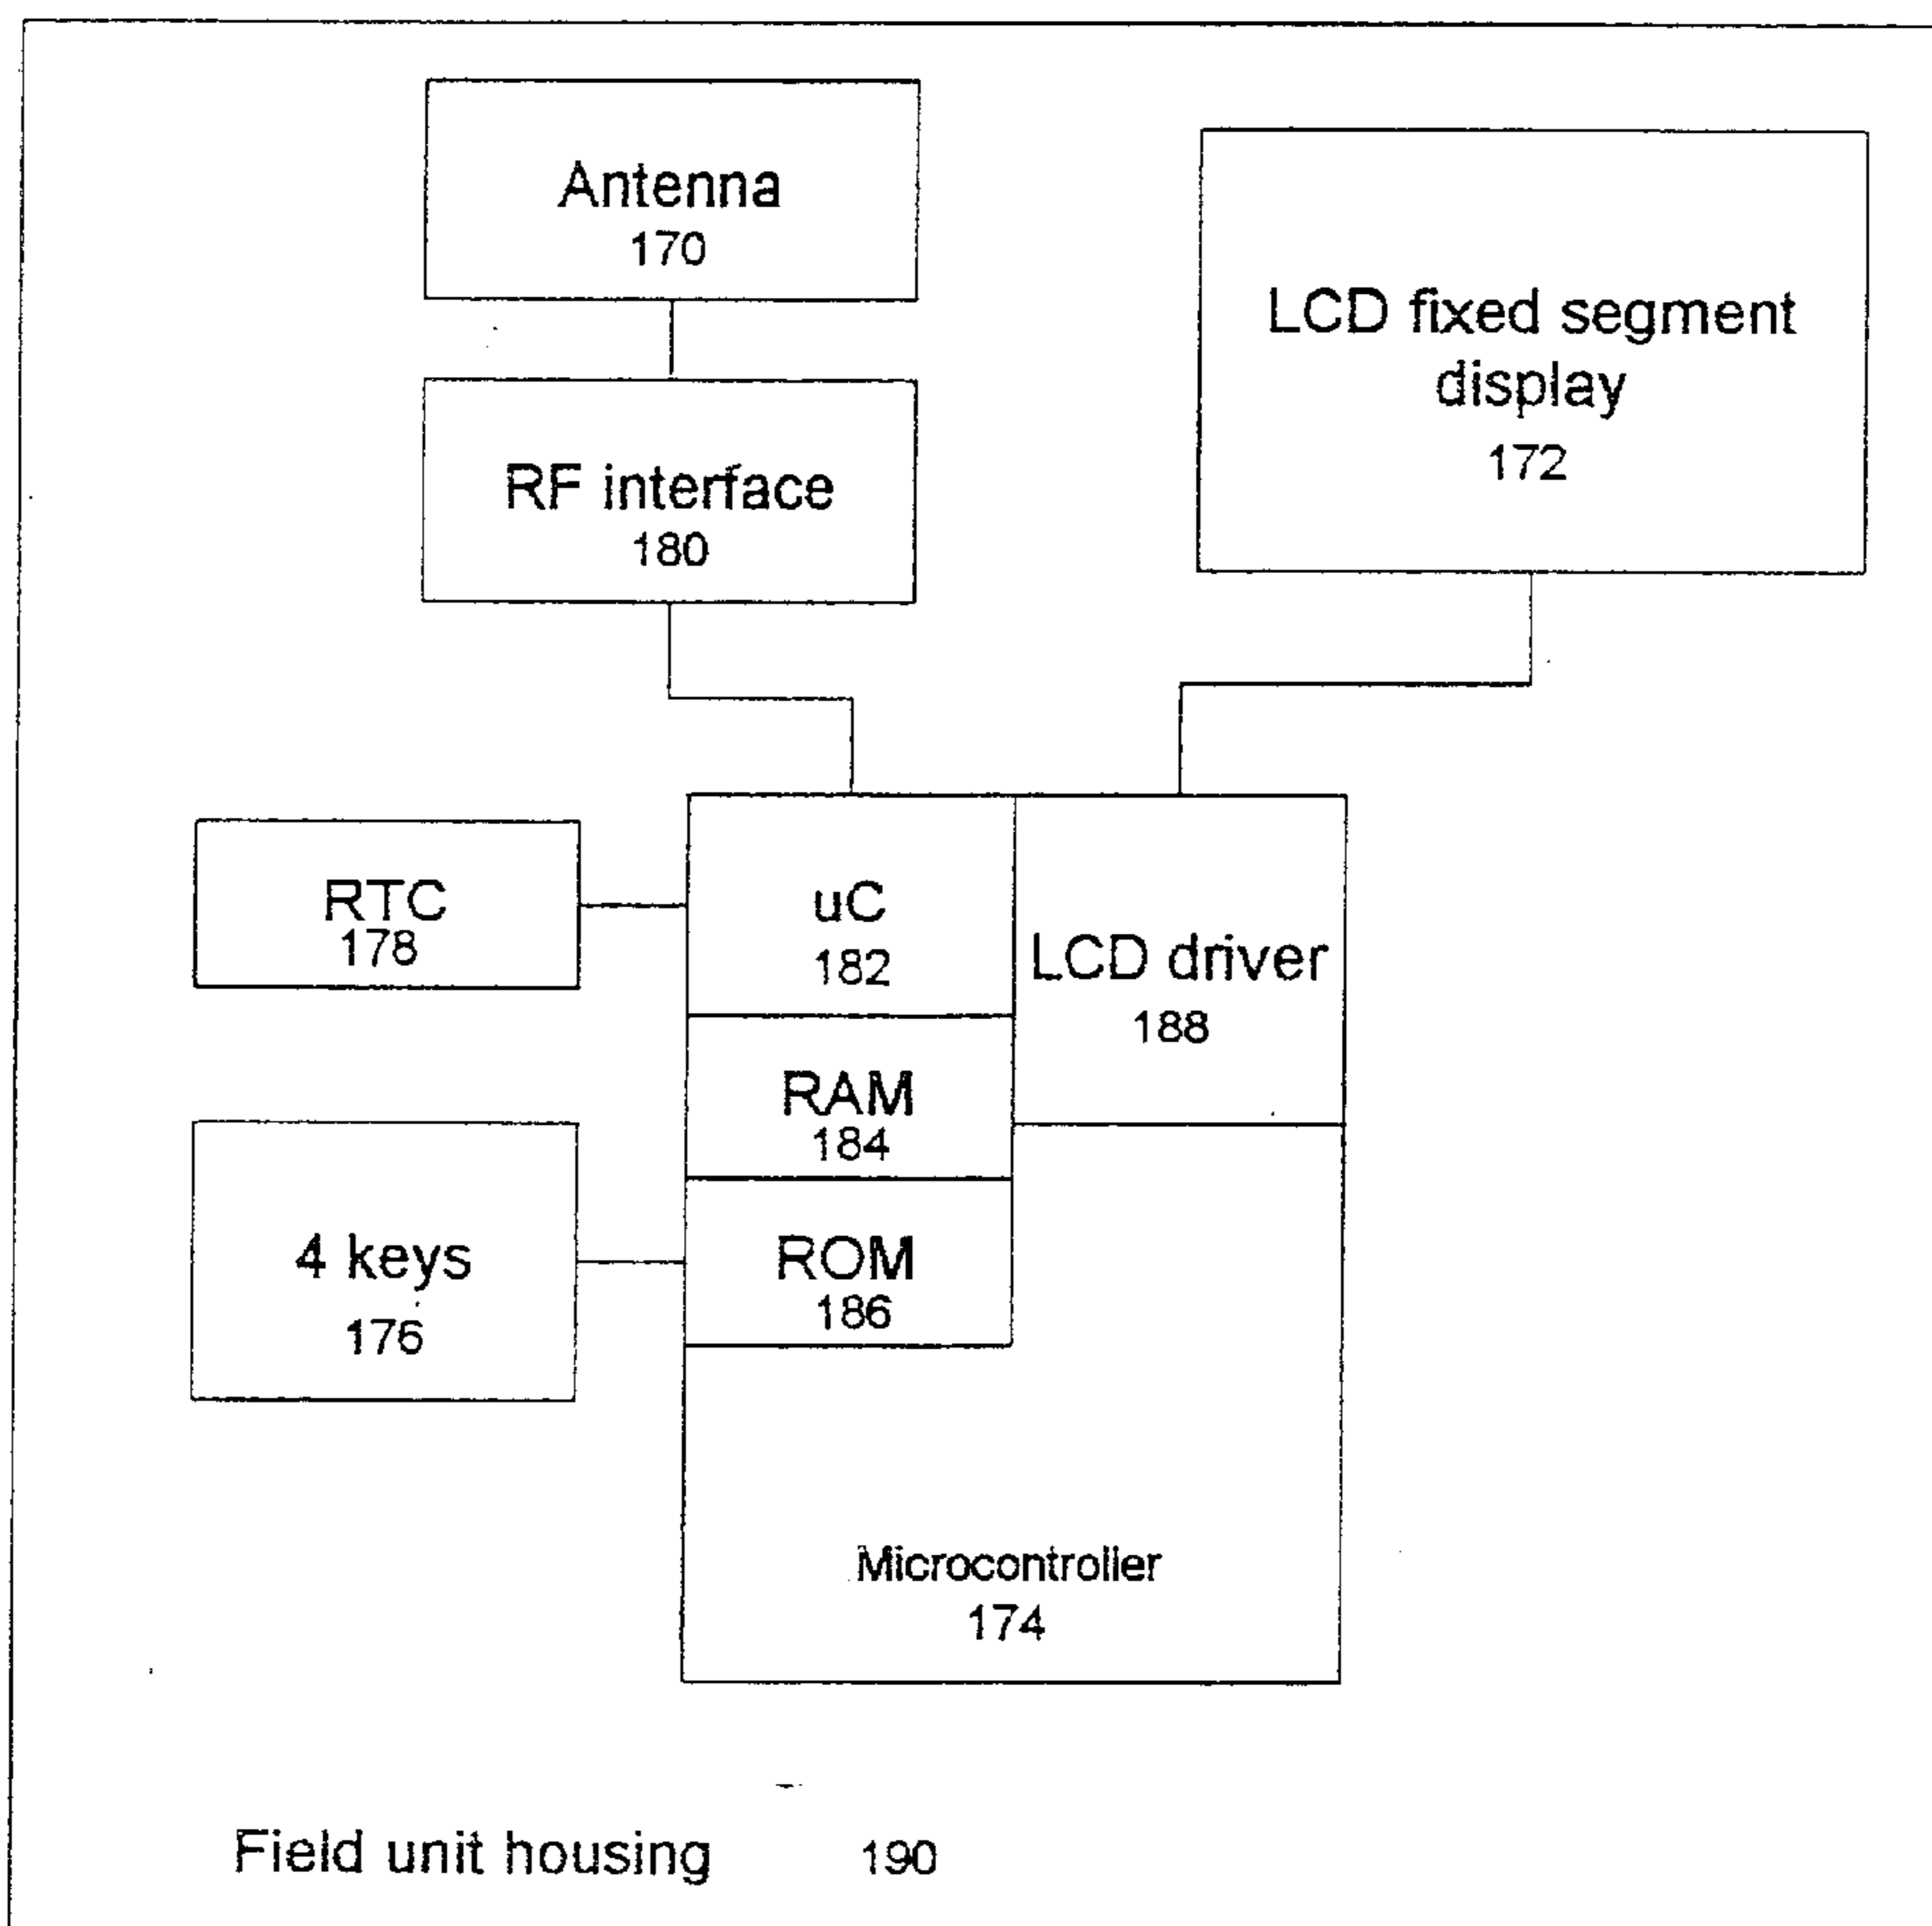 Antenna
170
LCD fixed segment
display
172
RF interface
180
RTC
178
uC
182
LCD driver
188
RAM
184
4 keys
176
ROM
186
Microcontroller
174
Field unit housing 190